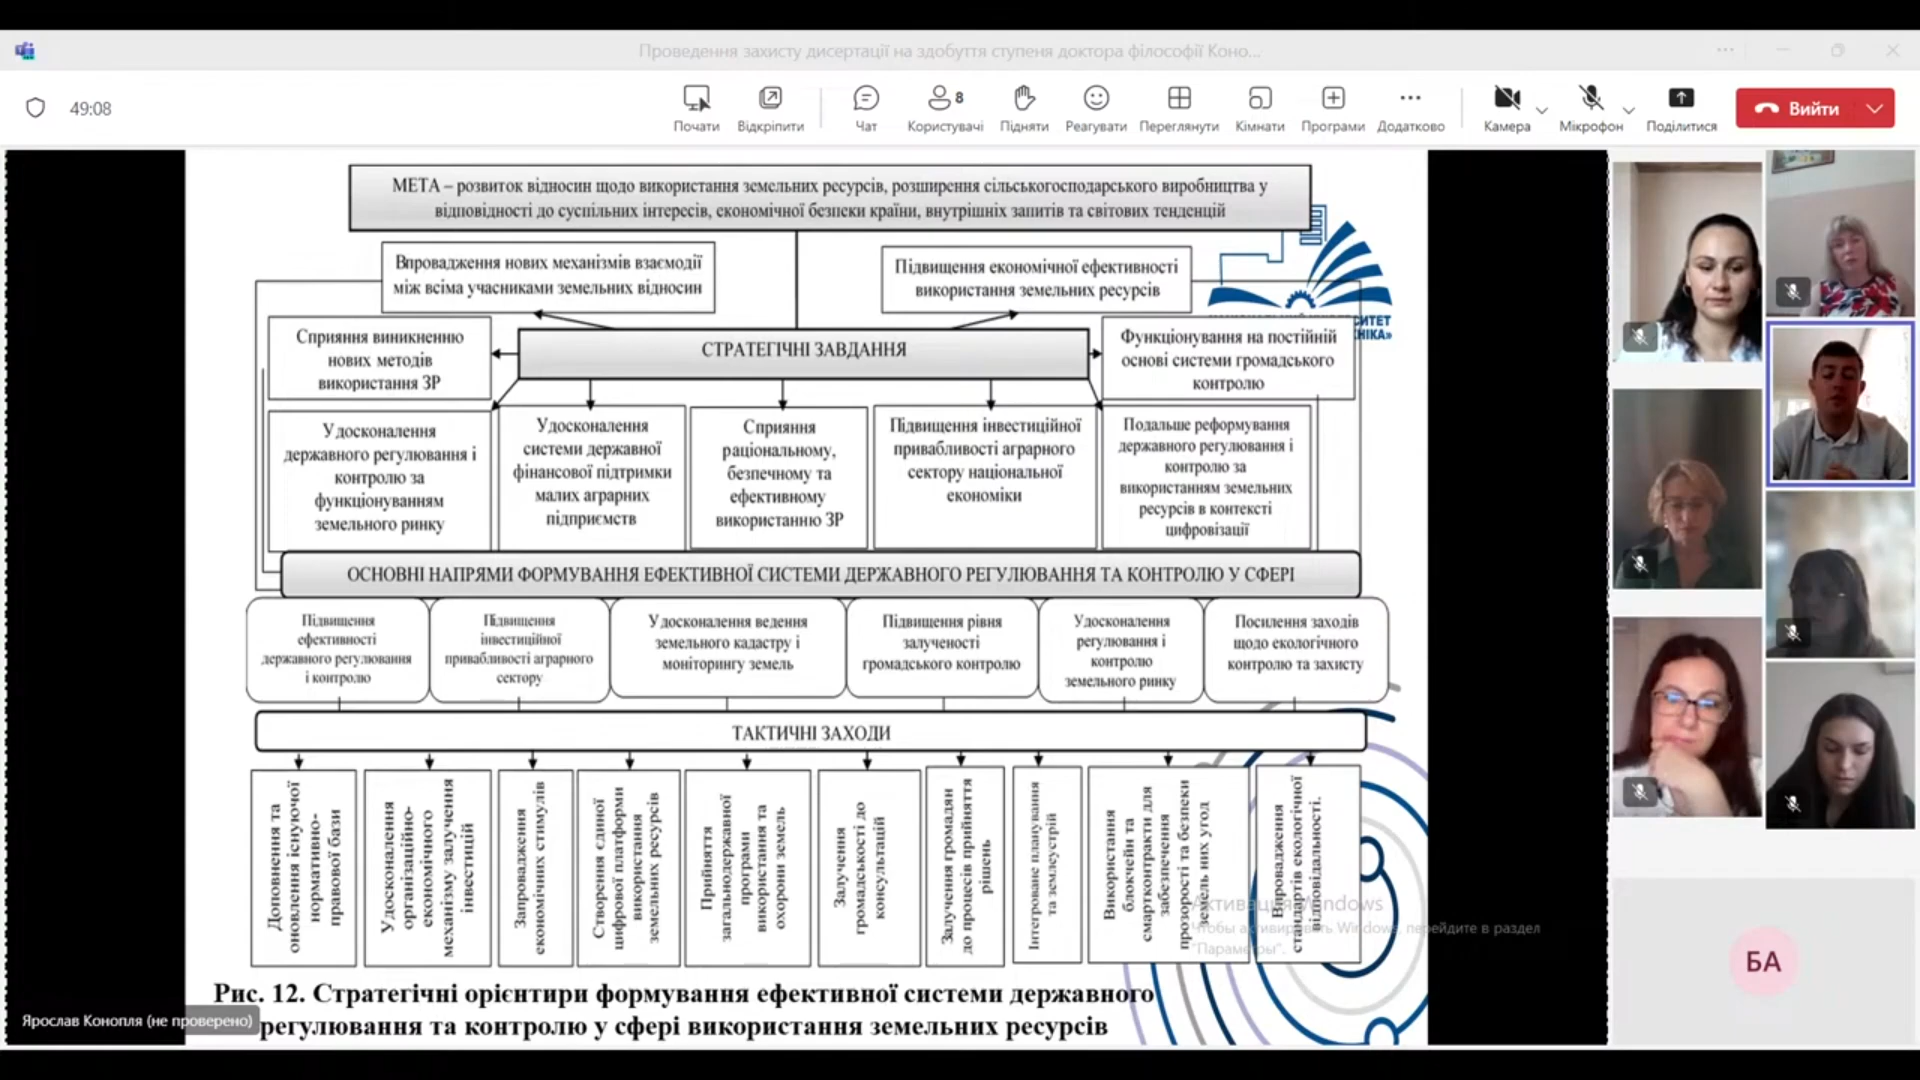 Проведення захисту дисертації на здобуття ступеня доктора філософії Коно...
49:08
Почати
Відкріпити
Чат
8
Користувачі
Підняти
Реагувати
Переглянути
Кімнати
Програми
Додатково
Камера
Мікрофон
Поділитися
Вийти
МЕТА – розвиток відносин щодо використання земельних ресурсів, розширення сільськогосподарського виробництва у
відповідності до суспільних інтересів, економічної безпеки країни, внутрішніх запитів та світових тенденцій
Впровадження нових механізмів взаємодії
між всіма учасниками земельних відносин
Підвищення економічної ефективності
використання земельних ресурсів
Сприяння виникненню
нових методів
використання ЗР
СТРАТЕГІЧНІ ЗАВДАННЯ
Функціонування на постійній
основі системи громадського
контролю
Удосконалення
державного регулювання і
контролю за
функціонуванням
земельного ринку
Удосконалення
системи державної
фінансової підтримки
малих аграрних
підприємств
Сприяння
раціональному,
безпечному та
ефективному
використанню ЗР
Підвищення інвестиційної
привабливості аграрного
сектору національної
економіки
Подальше реформування
державного регулювання і
контролю за
використанням земельних
ресурсів в контексті
цифровізації
ОСНОВНІ НАПРЯМИ ФОРМУВАННЯ ЕФЕКТИВНОЇ СИСТЕМИ ДЕРЖАВНОГО РЕГУЛЮВАННЯ ТА КОНТРОЛЮ У СФЕРІ
Підвищення
ефективності
державного регулювання
і контролю
Підвищення
інвестиційної
привабливості аграрного
сектору
Удосконалення ведення
земельного кадастру і
моніторингу земель
Підвищення рівня
залученості
громадського контролю
Удосконалення
регулювання і
контролю
земельного ринку
Посилення заходів
щодо екологічного
контролю та захисту
ТАКТИЧНІ ЗАХОДИ
Доповнення та
оновлення існуючої
нормативно-
правової бази
Удосконалення
організаційно-
економічного
механізму залучення
інвестицій
Запровадження
економічних стимулів
Створення єдиної
цифрової платформи
використання
земельних ресурсів
Прийняття
загальнодержавної
програми
використання та
охорони земель
Залучення
громадськості до
консультацій
Залучення громадян
до процесів прийняття
рішень
Інтегроване планування
та землеустрій
Використання
блокчейн та
смартконтракти для
забезпечення
прозорості та безпеки
земель них угод
Впровадження
стандартів екологічної
відповідальності.
Активация Windows
Чтобы активировать Windows, перейдите в раздел
"Параметры".
Рис. 12. Стратегічні орієнтири формування ефективної системи державного
регулювання та контролю у сфері використання земельних ресурсів
Ярослав Конопля (не проверено)
БА